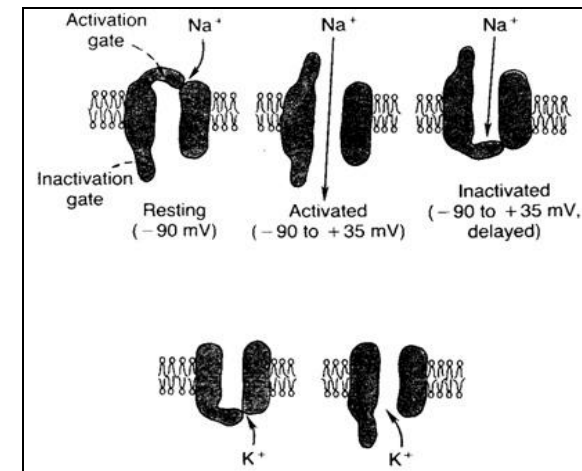 Activation
gate
Na⁺
Na⁺
Na⁺
Inactivation
gate
Resting
(−90 mV)
Activated
(−90 to +35 mV)
Inactivated
(−90 to +35 mV,
delayed)
K⁺
K⁺